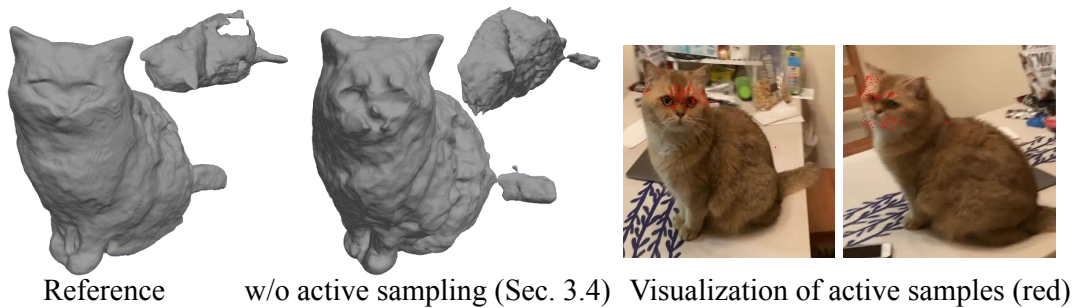 Reference
w/o active sampling (Sec. 3.4)
Visualization of active samples (red)